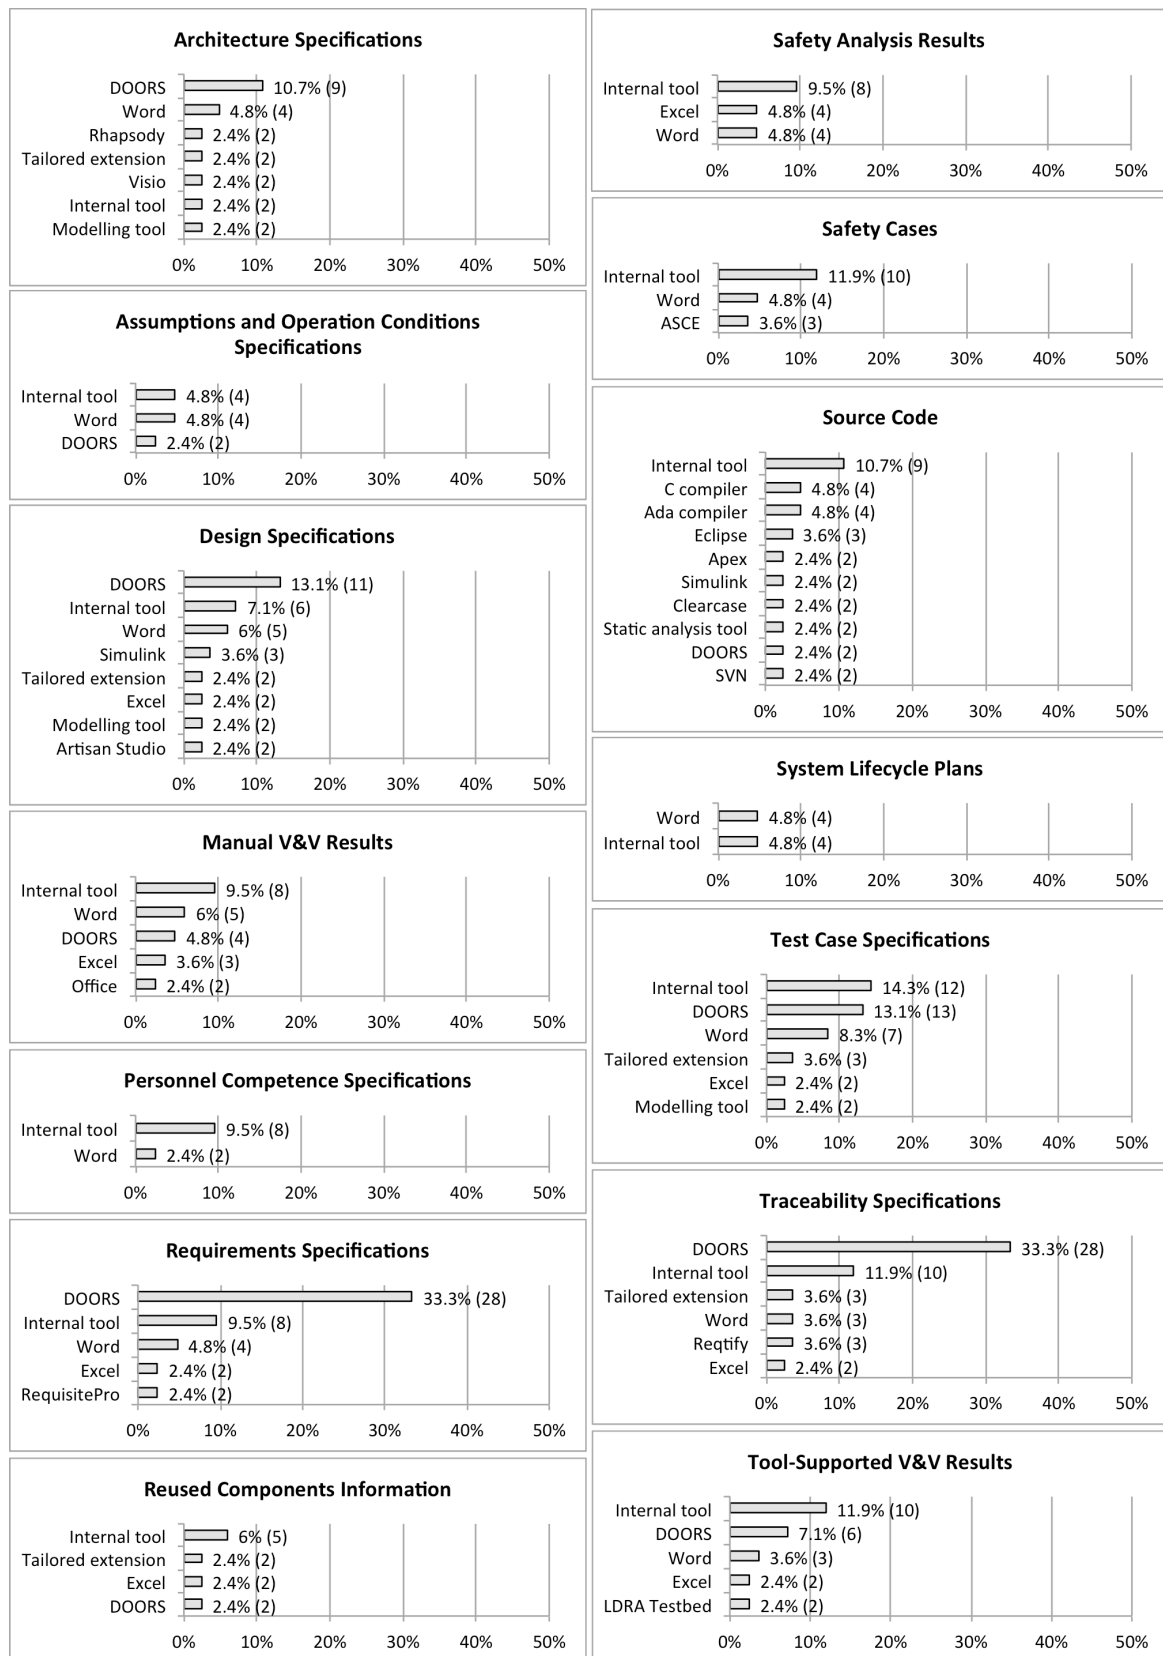 Architecture Specifications
DOORS 10.7% (9)
Word 4.8% (4)
Rhapsody 2.4% (2)
Tailored extension 2.4% (2)
Visio 2.4% (2)
Internal tool 2.4% (2)
Modelling tool 2.4% (2)
0% 10% 20% 30% 40% 50%
Assumptions and Operation Conditions
Specifications
Internal tool 4.8% (4)
Word 4.8% (4)
DOORS 2.4% (2)
0% 10% 20% 30% 40% 50%
Design Specifications
DOORS 13.1% (11)
Internal tool 7.1% (6)
Word 6% (5)
Simulink 3.6% (3)
Tailored extension 2.4% (2)
Excel 2.4% (2)
Modelling tool 2.4% (2)
Artisan Studio 2.4% (2)
0% 10% 20% 30% 40% 50%
Manual V&V Results
Internal tool 9.5% (8)
Word 6% (5)
DOORS 4.8% (4)
Excel 3.6% (3)
Office 2.4% (2)
0% 10% 20% 30% 40% 50%
Personnel Competence Specifications
Internal tool 9.5% (8)
Word 2.4% (2)
0% 10% 20% 30% 40% 50%
Requirements Specifications
DOORS 33.3% (28)
Internal tool 9.5% (8)
Word 4.8% (4)
Excel 2.4% (2)
RequisitePro 2.4% (2)
0% 10% 20% 30% 40% 50%
Reused Components Information
Internal tool 6% (5)
Tailored extension 2.4% (2)
Excel 2.4% (2)
DOORS 2.4% (2)
0% 10% 20% 30% 40% 50%
Safety Analysis Results
Internal tool 9.5% (8)
Excel 4.8% (4)
Word 4.8% (4)
0% 10% 20% 30% 40% 50%
Safety Cases
Internal tool 11.9% (10)
Word 4.8% (4)
ASCE 3.6% (3)
0% 10% 20% 30% 40% 50%
Source Code
Internal tool 10.7% (9)
C compiler 4.8% (4)
Ada compiler 4.8% (4)
Eclipse 3.6% (3)
Apex 2.4% (2)
Simulink 2.4% (2)
Clearcase 2.4% (2)
Static analysis tool 2.4% (2)
DOORS 2.4% (2)
SVN 2.4% (2)
0% 10% 20% 30% 40% 50%
System Lifecycle Plans
Word 4.8% (4)
Internal tool 4.8% (4)
0% 10% 20% 30% 40% 50%
Test Case Specifications
Internal tool 14.3% (12)
DOORS 13.1% (13)
Word 8.3% (7)
Tailored extension 3.6% (3)
Excel 2.4% (2)
Modelling tool 2.4% (2)
0% 10% 20% 30% 40% 50%
Traceability Specifications
DOORS 33.3% (28)
Internal tool 11.9% (10)
Tailored extension 3.6% (3)
Word 3.6% (3)
Reqtify 3.6% (3)
Excel 2.4% (2)
0% 10% 20% 30% 40% 50%
Tool-Supported V&V Results
Internal tool 11.9% (10)
DOORS 7.1% (6)
Word 3.6% (3)
Excel 2.4% (2)
LDRA Testbed 2.4% (2)
0% 10% 20% 30% 40% 50%